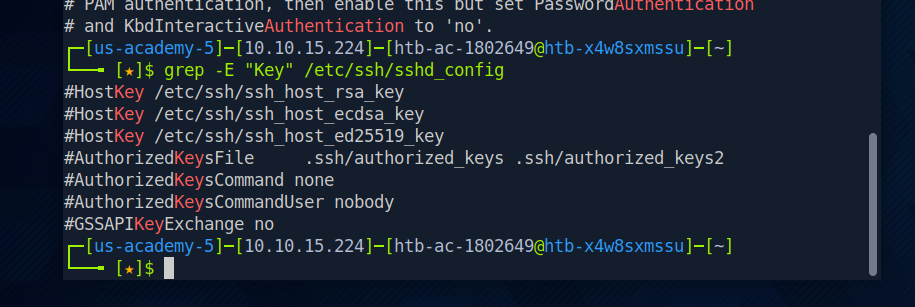 # PAM authentication, then enable this but set PasswordAuthentication
# and KbdInteractiveAuthentication to 'no'.
┌─[us-academy-5]─[10.10.15.224]─[htb-ac-1802649@htb-x4w8sxmssu]─[~]
└──╼ [★]$ grep -E "Key" /etc/ssh/sshd_config
#HostKey /etc/ssh/ssh_host_rsa_key
#HostKey /etc/ssh/ssh_host_ecdsa_key
#HostKey /etc/ssh/ssh_host_ed25519_key
#AuthorizedKeysFile     .ssh/authorized_keys .ssh/authorized_keys2
#AuthorizedKeysCommand none
#AuthorizedKeysCommandUser nobody
#GSSAPIKeyExchange no
┌─[us-academy-5]─[10.10.15.224]─[htb-ac-1802649@htb-x4w8sxmssu]─[~]
└──╼ [★]$